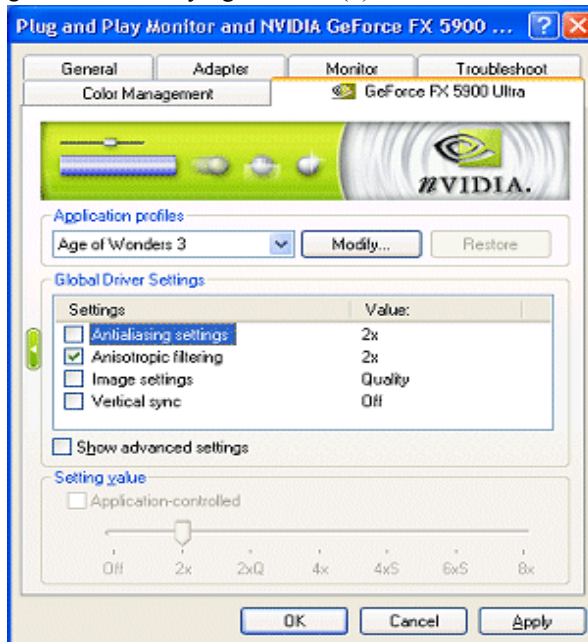 Plug and Play Monitor and NVIDIA GeForce FX 5900 ...
General Adapter Monitor Troubleshoot
Color Management GeForce FX 5900 Ultra
nVIDIA.
Application profiles
Age of Wonders 3 Modify... Restore
Global Driver Settings
Settings Value:
Antialiasing settings 2x
Anisotropic filtering 2x
Image settings Quality
Vertical sync Off
Show advanced settings
Setting value
Application-controlled
Off 2x 2xQ 4x 4xS 6xS 8x
OK Cancel Apply